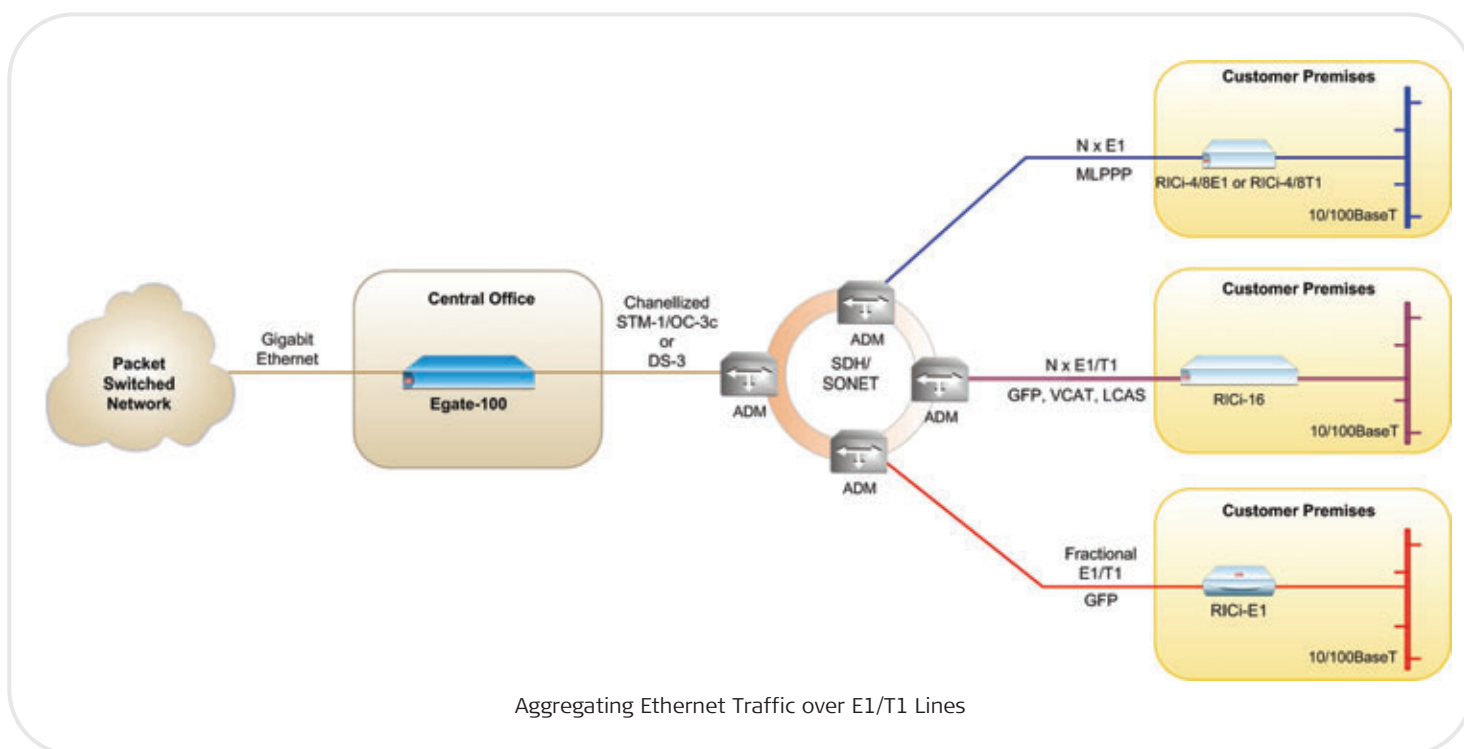 Packet
Switched
Network
Gigabit
Ethernet
Central Office
Egate-100
Chanellized
STM-1/OC-3c
or
DS-3
ADM
ADM
SDH/
SONET
ADM
ADM
N x E1
MLPPP
Customer Premises
RICi-4/8E1 or RICi-4/8T1
10/100BaseT
N x E1/T1
GFP, VCAT, LCAS
Customer Premises
RICi-16
10/100BaseT
Fractional
E1/T1
GFP
Customer Premises
RICi-E1
10/100BaseT
Aggregating Ethernet Traffic over E1/T1 Lines